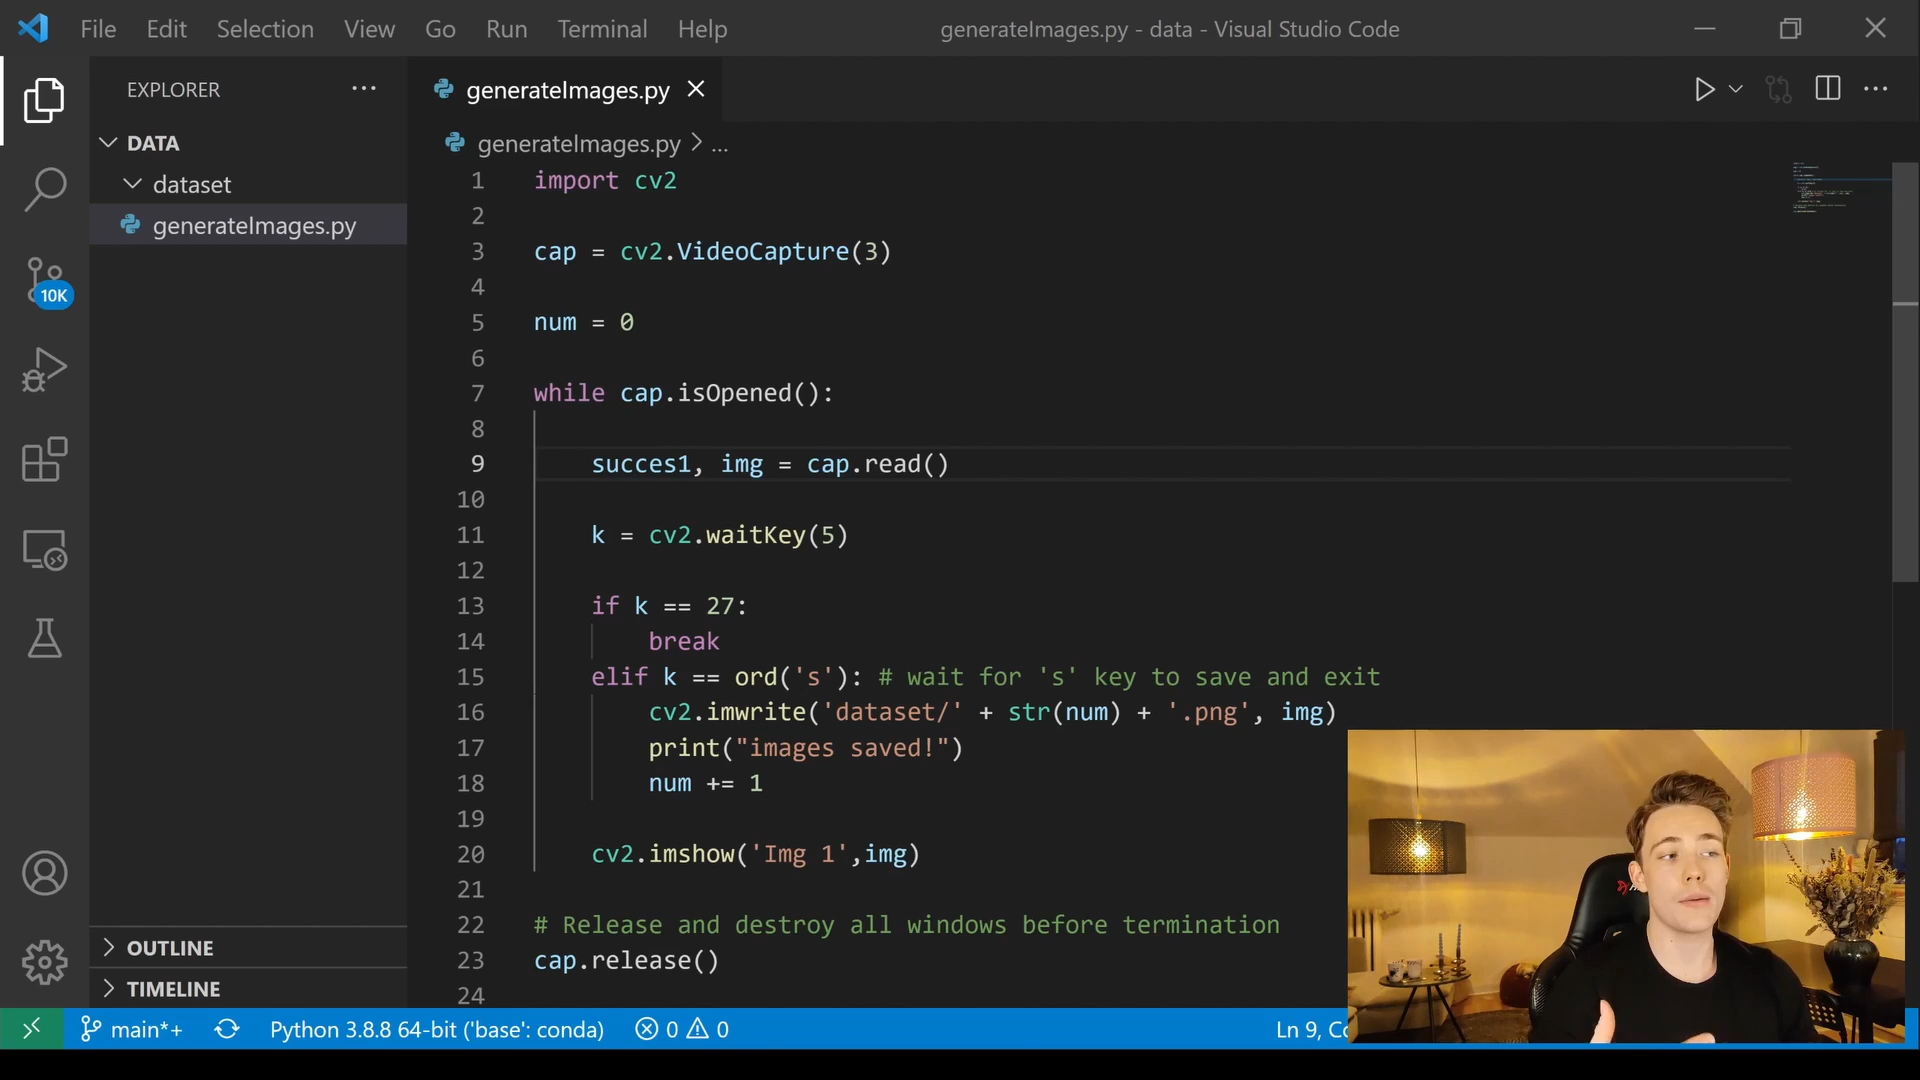 File Edit Selection View Go Run Terminal Help generateImages.py - data - Visual Studio Code
EXPLORER
DATA
dataset
generateImages.py
10K
OUTLINE
TIMELINE
generateImages.py
generateImages.py > ...
1 import cv2
2
3 cap = cv2.VideoCapture(3)
4
5 num = 0
6
7 while cap.isOpened():
8
9 succes1, img = cap.read()
10
11 k = cv2.waitKey(5)
12
13 if k == 27:
14 break
15 elif k == ord('s'): # wait for 's' key to save and exit
16 cv2.imwrite('dataset/' + str(num) + '.png', img)
17 print("images saved!")
18 num += 1
19
20 cv2.imshow('Img 1',img)
21
22 # Release and destroy all windows before termination
23 cap.release()
24
main*+ Python 3.8.8 64-bit ('base': conda) 0 0 Ln 9,